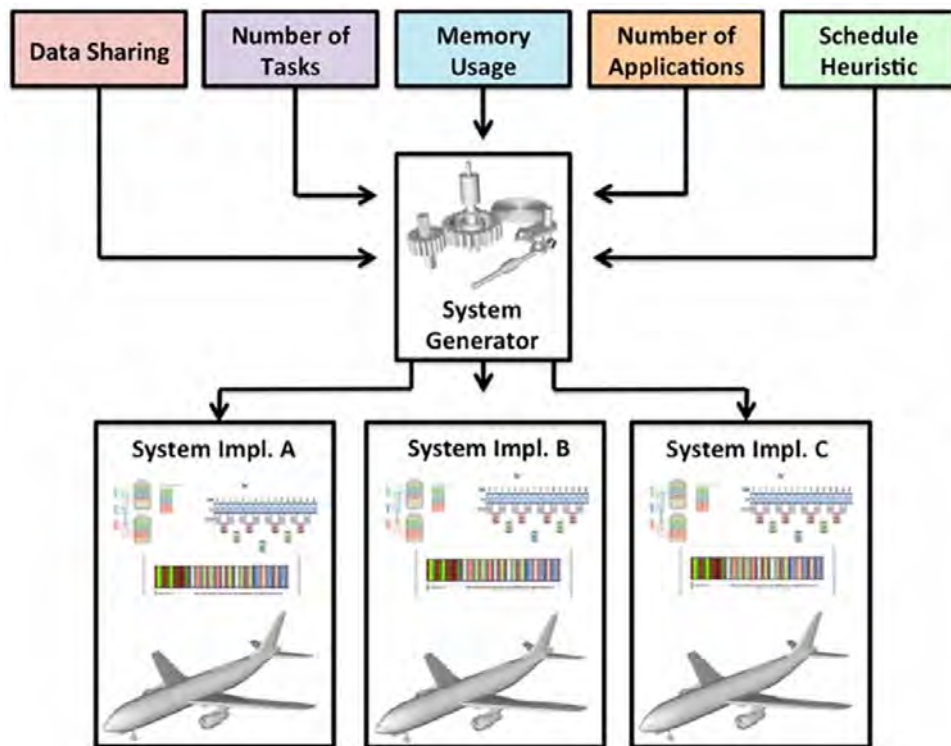 Data Sharing
Number of
Tasks
Memory
Usage
Number of
Applications
Schedule
Heuristic
System
Generator
System Impl. A
System Impl. B
System Impl. C